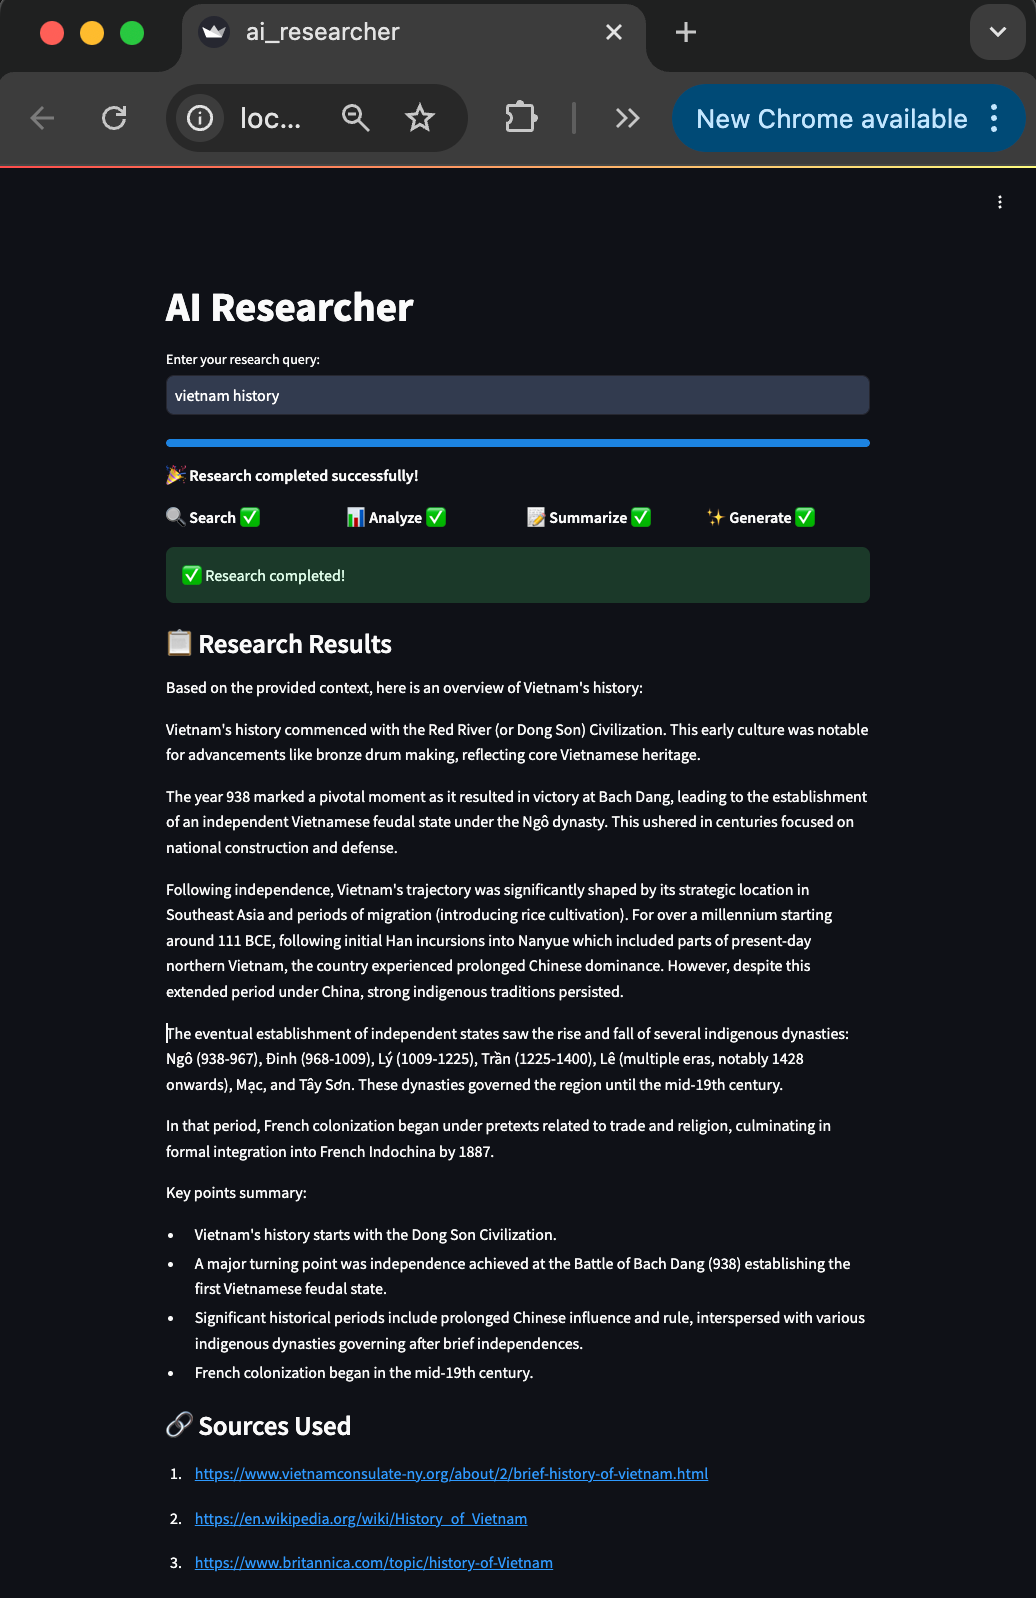 ai_researcher
loc...
New Chrome available
AI Researcher
Enter your research query:
vietnam history
🎉 Research completed successfully!
🔍 Search ✅ 📊 Analyze ✅ 📝 Summarize ✅ ✨ Generate ✅
✅ Research completed!
📋 Research Results
Based on the provided context, here is an overview of Vietnam's history:
Vietnam's history commenced with the Red River (or Dong Son) Civilization. This early culture was notable
for advancements like bronze drum making, reflecting core Vietnamese heritage.
The year 938 marked a pivotal moment as it resulted in victory at Bach Dang, leading to the establishment
of an independent Vietnamese feudal state under the Ngô dynasty. This ushered in centuries focused on
national construction and defense.
Following independence, Vietnam's trajectory was significantly shaped by its strategic location in
Southeast Asia and periods of migration (introducing rice cultivation). For over a millennium starting
around 111 BCE, following initial Han incursions into Nanyue which included parts of present-day
northern Vietnam, the country experienced prolonged Chinese dominance. However, despite this
extended period under China, strong indigenous traditions persisted.
The eventual establishment of independent states saw the rise and fall of several indigenous dynasties:
Ngô (938-967), Đinh (968-1009), Lý (1009-1225), Trần (1225-1400), Lê (multiple eras, notably 1428
onwards), Mạc, and Tây Sơn. These dynasties governed the region until the mid-19th century.
In that period, French colonization began under pretexts related to trade and religion, culminating in
formal integration into French Indochina by 1887.
Key points summary:
• Vietnam's history starts with the Dong Son Civilization.
• A major turning point was independence achieved at the Battle of Bach Dang (938) establishing the
first Vietnamese feudal state.
• Significant historical periods include prolonged Chinese influence and rule, interspersed with various
indigenous dynasties governing after brief independences.
• French colonization began in the mid-19th century.
🔗 Sources Used
1. https://www.vietnamconsulate-ny.org/about/2/brief-history-of-vietnam.html
2. https://en.wikipedia.org/wiki/History_of_Vietnam
3. https://www.britannica.com/topic/history-of-Vietnam